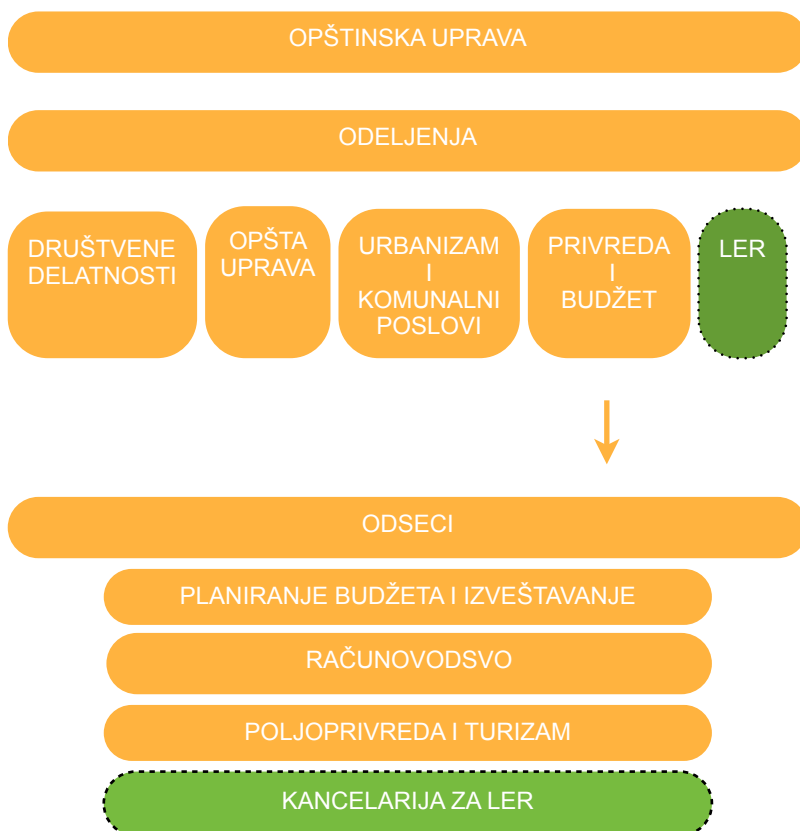 OPŠTINSKA UPRAVA
ODELJENJA
DRUŠTVENE
DELATNOSTI
OPŠTA
UPRAVA
URBANIZAM
I
KOMUNALNI
POSLOVI
PRIVREDA
I
BUDŽET
LER
ODSECI
PLANIRANJE BUDŽETA I IZVEŠTAVANJE
RAČUNOVODSVO
POLJOPRIVREDA I TURIZAM
KANCELARIJA ZA LER